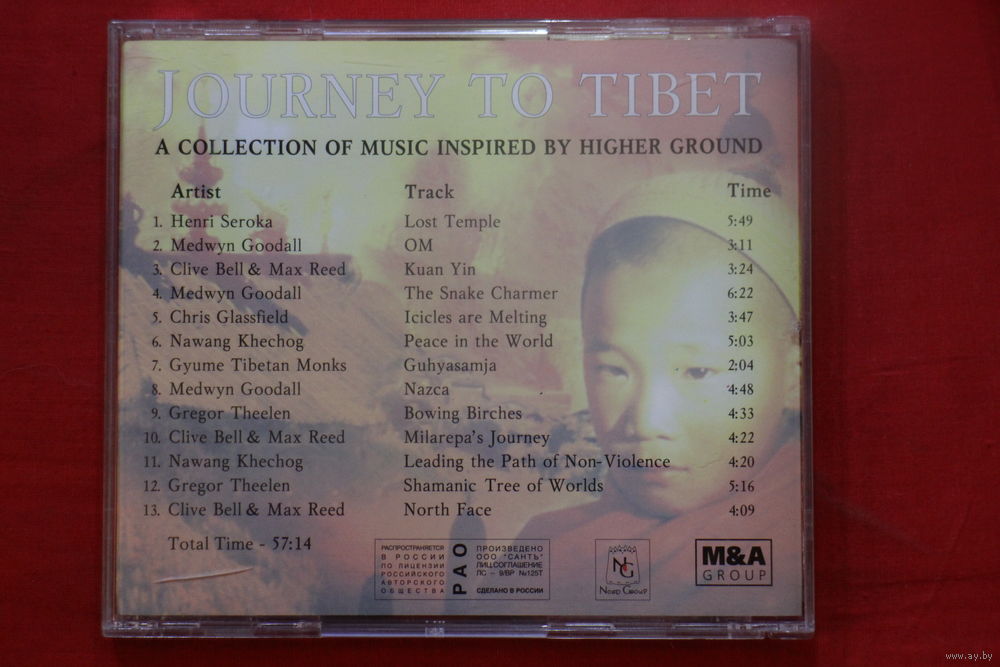 JOURNEY TO TIBET
A COLLECTION OF MUSIC INSPIRED BY HIGHER GROUND
Artist Track Time
1. Henri Seroka Lost Temple 5:49
2. Medwyn Goodall OM 3:11
3. Clive Bell & Max Reed Kuan Yin 3:24
4. Medwyn Goodall The Snake Charmer 6:22
5. Chris Glassfield Icicles are Melting 3:47
6. Nawang Khechog Peace in the World 5:03
7. Gyume Tibetan Monks Guhyasamja 2:04
8. Medwyn Goodall Nazca 4:48
9. Gregor Theelen Bowing Birches 4:33
10. Clive Bell & Max Reed Milarepa's Journey 4:22
11. Nawang Khechog Leading the Path of Non-Violence 4:20
12. Gregor Theelen Shamanic Tree of Worlds 5:16
13. Clive Bell & Max Reed North Face 4:09
Total Time - 57:14
РАСПРОСТРАНЯЕТСЯ
В РОССИИ
ПО ЛИЦЕНЗИИ
РОССИЙСКОГО
АВТОРСКОГО
ОБЩЕСТВА
РАО
ПРОИЗВЕДЕНО
ООО "САНТЬ"
ЛИЦ.СОГЛАШЕНИЕ
ЛС - 9/ВР №125Т
СДЕЛАНО В РОССИИ
NG
NORD GROUP
M&A
GROUP
www.ay.by